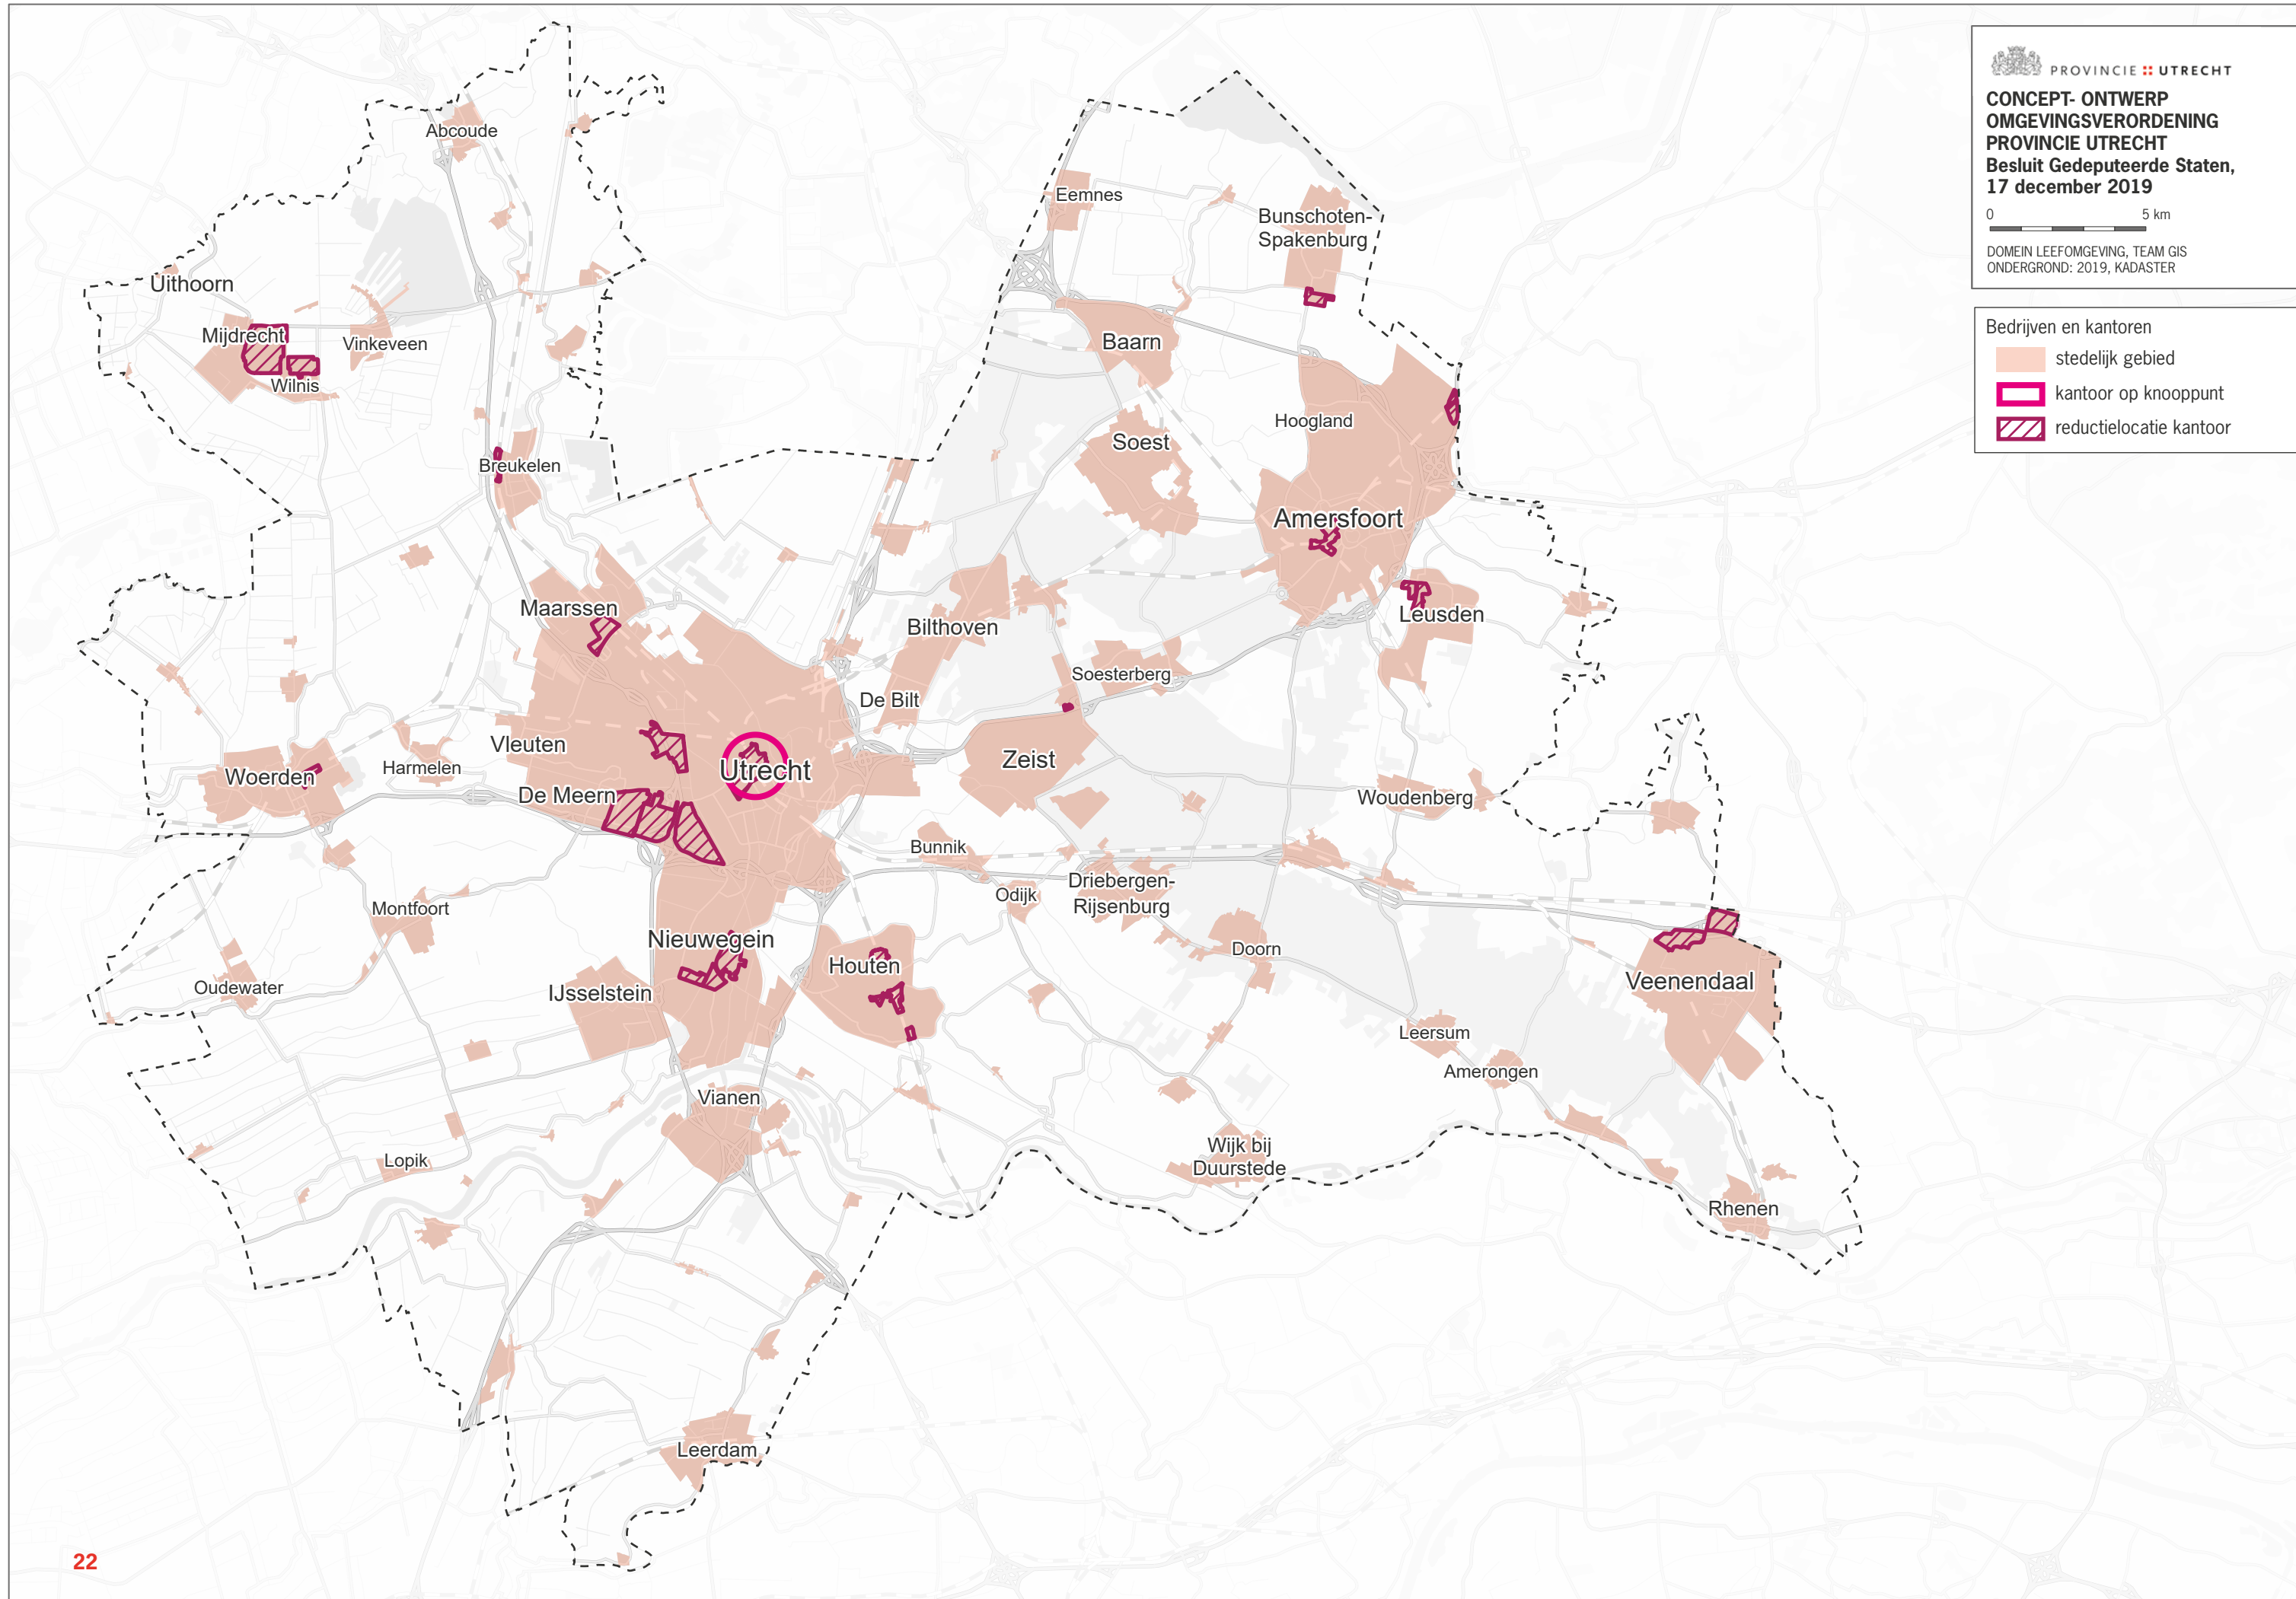 PROVINCIE UTRECHT
CONCEPT- ONTWERP
OMGEVINGSVERORDENING
PROVINCIE UTRECHT
Besluit Gedeputeerde Staten,
17 december 2019
0 5 km
DOMEIN LEEFOMGEVING, TEAM GIS
ONDERGROND: 2019, KADASTER
Bedrijven en kantoren
stedelijk gebied
kantoor op knooppunt
reductielocatie kantoor
Abcoude
Eemnes
Bunschoten-
Spakenburg
Uithoorn
Mijdrecht
Vinkeveen
Wilnis
Baarn
Hoogland
Soest
Breukelen
Amersfoort
Maarssen
Leusden
Bilthoven
Soesterberg
De Bilt
Vleuten
Zeist
Harmelen
Utrecht
Woerden
De Meern
Woudenberg
Bunnik
Driebergen-
Rijsenburg
Odijk
Montfoort
Nieuwegein
Doorn
Houten
Veenendaal
Oudewater
IJsselstein
Leersum
Amerongen
Vianen
Wijk bij
Duurstede
Lopik
Rhenen
Leerdam
22